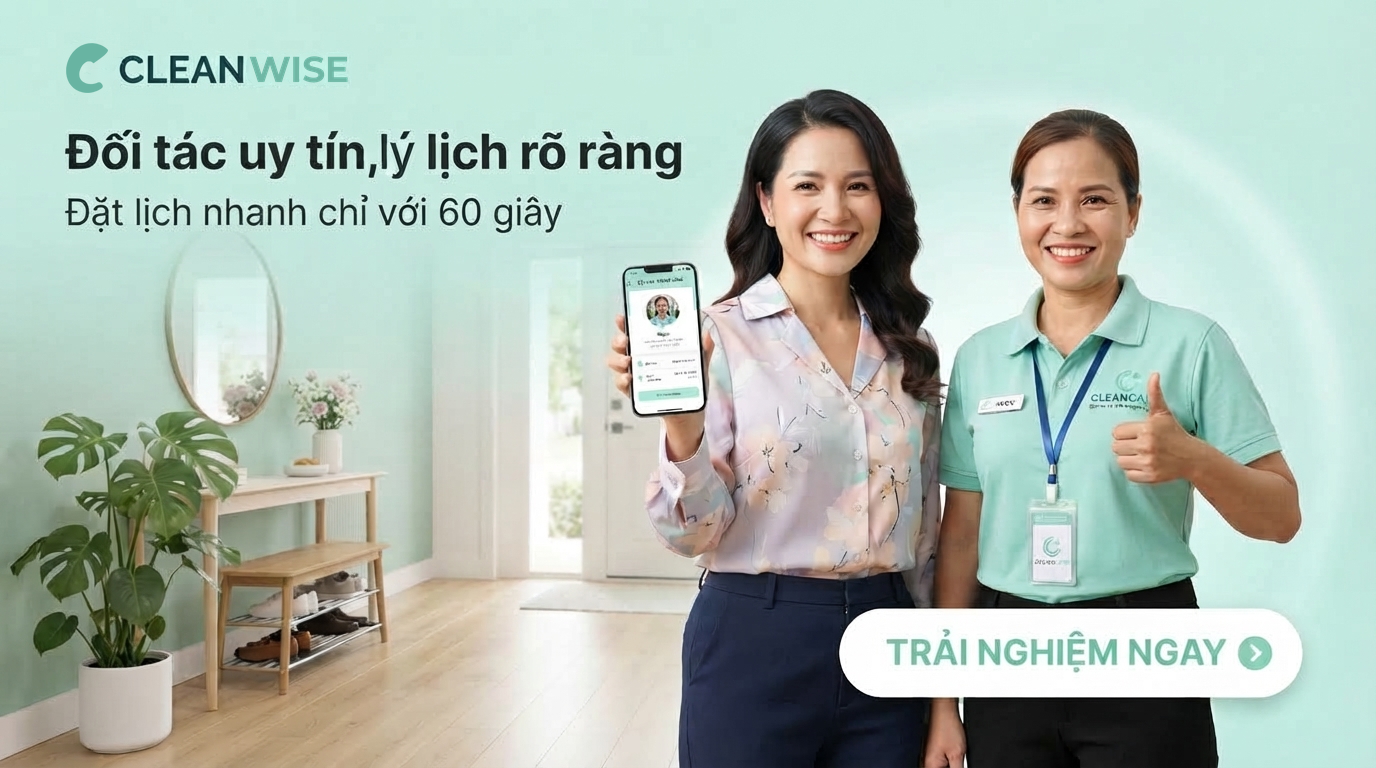 CLEANWISE
Đối tác uy tín,lý lịch rõ ràng
Đặt lịch nhanh chỉ với 60 giây
CLEANCA
TRẢI NGHIỆM NGAY